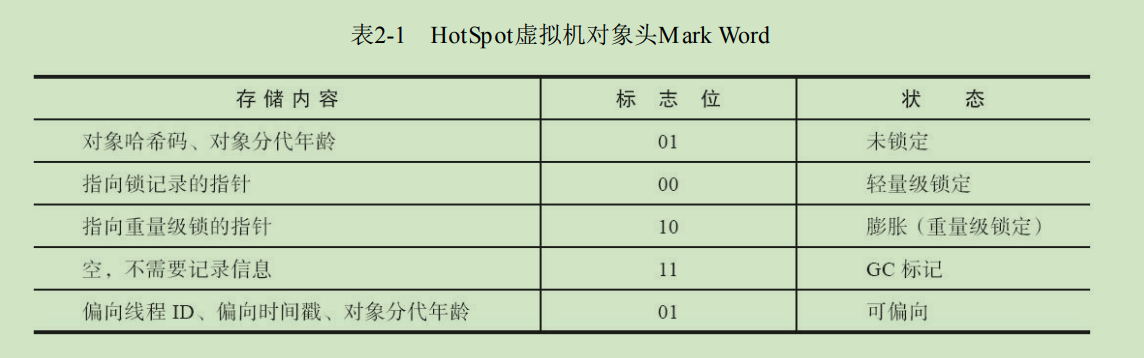 表2-1 HotSpot虚拟机对象头Mark Word
存储内容 标志位 状态
对象哈希码、对象分代年龄 01 未锁定
指向锁记录的指针 00 轻量级锁定
指向重量级锁的指针 10 膨胀（重量级锁定）
空，不需要记录信息 11 GC 标记
偏向线程 ID、偏向时间戳、对象分代年龄 01 可偏向